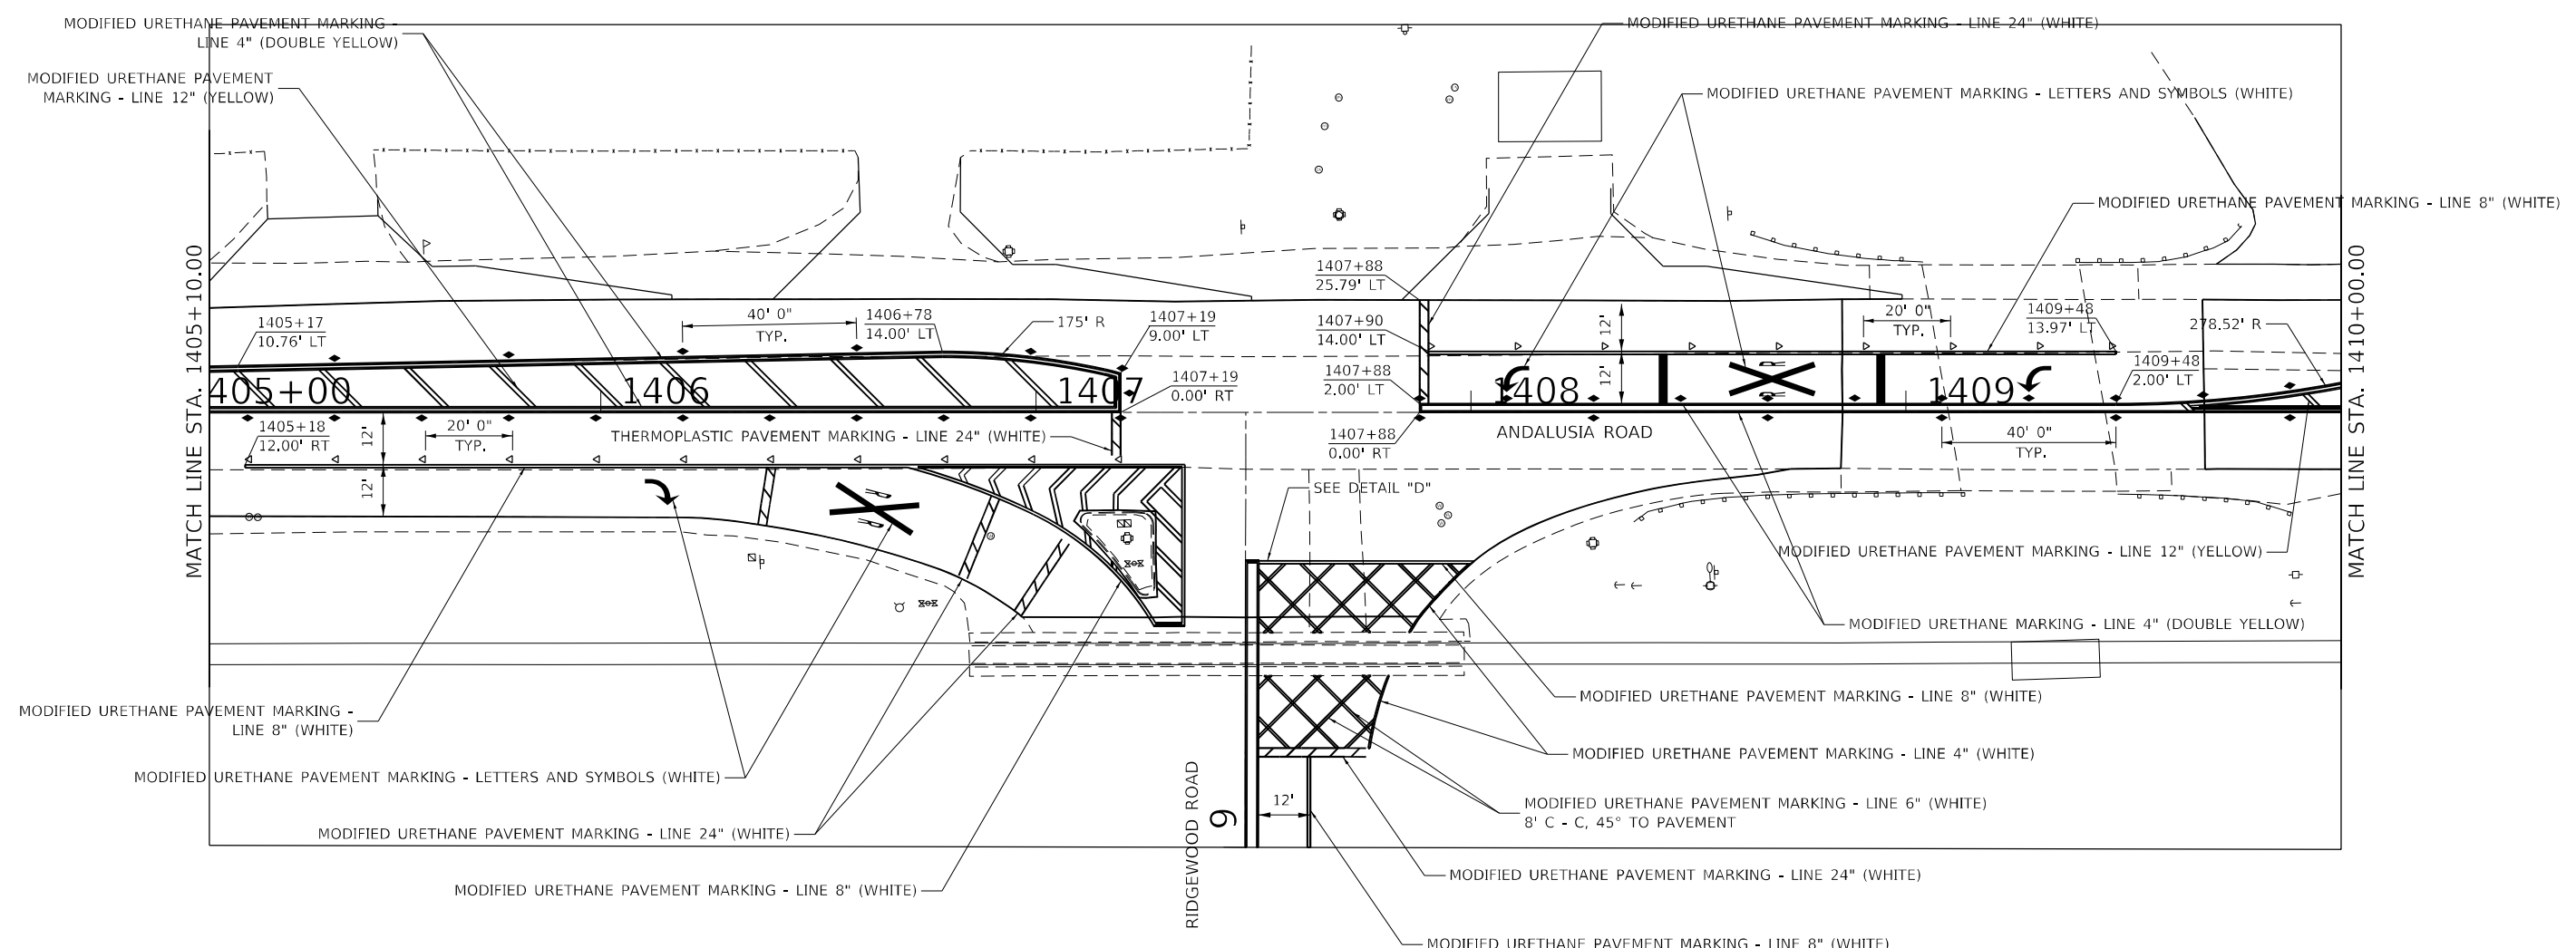 MODIFIED URETHANE PAVEMENT MARKING -
LINE 4" (DOUBLE YELLOW)
MODIFIED URETHANE PAVEMENT
MARKING - LINE 12" (YELLOW)
MODIFIED URETHANE PAVEMENT MARKING - LINE 24" (WHITE)
MODIFIED URETHANE PAVEMENT MARKING - LETTERS AND SYMBOLS (WHITE)
MODIFIED URETHANE PAVEMENT MARKING - LINE 8" (WHITE)
MATCH LINE STA. 1405+10.00
1405+17
10.76' LT
40' 0"
TYP.
1406+78
14.00' LT
175' R
1407+19
9.00' LT
1407+19
0.00' RT
1407+88
25.79' LT
1407+90
14.00' LT
1407+88
2.00' LT
1407+88
0.00' RT
12'
12'
20' 0"
TYP.
1409+48
13.97' LT
278.52' R
1409+48
2.00' LT
MATCH LINE STA. 1410+00.00
405+00
1406
1407
1408
1409
1405+18
12.00' RT
12'
12'
20' 0"
TYP.
THERMOPLASTIC PAVEMENT MARKING - LINE 24" (WHITE)
ANDALUSIA ROAD
40' 0"
TYP.
SEE DETAIL "D"
MODIFIED URETHANE PAVEMENT MARKING - LINE 12" (YELLOW)
MODIFIED URETHANE MARKING - LINE 4" (DOUBLE YELLOW)
MODIFIED URETHANE PAVEMENT MARKING -
LINE 8" (WHITE)
MODIFIED URETHANE PAVEMENT MARKING - LETTERS AND SYMBOLS (WHITE)
MODIFIED URETHANE PAVEMENT MARKING - LINE 24" (WHITE)
MODIFIED URETHANE PAVEMENT MARKING - LINE 8" (WHITE)
RIDGEWOOD ROAD
9
12'
MODIFIED URETHANE PAVEMENT MARKING - LINE 8" (WHITE)
MODIFIED URETHANE PAVEMENT MARKING - LINE 4" (WHITE)
MODIFIED URETHANE PAVEMENT MARKING - LINE 6" (WHITE)
8' C - C, 45° TO PAVEMENT
MODIFIED URETHANE PAVEMENT MARKING - LINE 24" (WHITE)
MODIFIED URETHANE PAVEMENT MARKING - LINE 8" (WHITE)